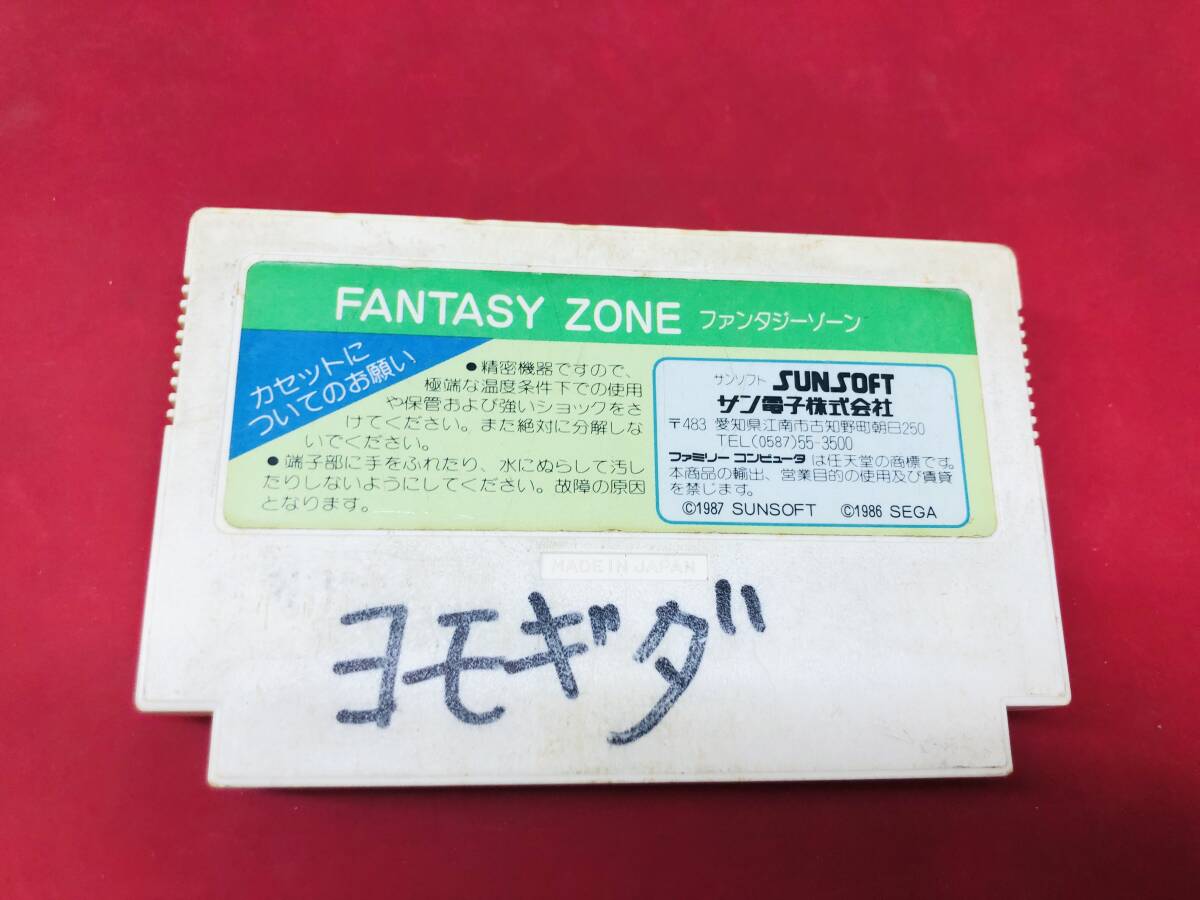 FANTASY ZONE ファンタジーゾーン
カセットに
ついてのお願い
●精密機器ですので、
極端な温度条件下での使用
や保管および強いショックをさ
けてください。また絶対に分解しな
いでください。
●端子部に手をふれたり、水にぬらして汚し
たりしないようにしてください。故障の原因
となります。
サンソフト SUNSOFT
サン電子株式会社
〒483 愛知県江南市古知野町朝日250
TEL(0587)55-3500
ファミリー コンピュータ は任天堂の商標です。
本商品の輸出、営業目的の使用及び賃貸
を禁じます。
©1987 SUNSOFT ©1986 SEGA
MADE IN JAPAN
ヨモギダ